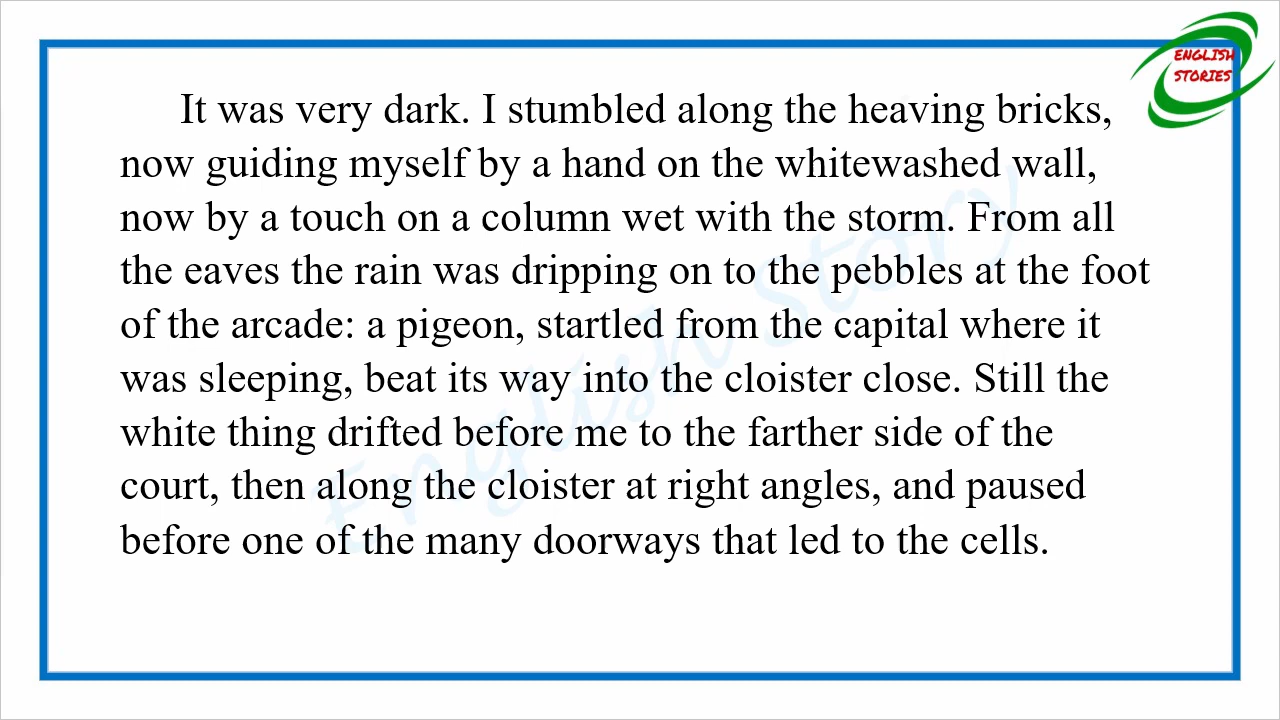 ENGLISH
STORIES
It was very dark. I stumbled along the heaving bricks,
now guiding myself by a hand on the whitewashed wall,
now by a touch on a column wet with the storm. From all
the eaves the rain was dripping on to the pebbles at the foot
of the arcade: a pigeon, startled from the capital where it
was sleeping, beat its way into the cloister close. Still the
white thing drifted before me to the farther side of the
court, then along the cloister at right angles, and paused
before one of the many doorways that led to the cells.
English Story